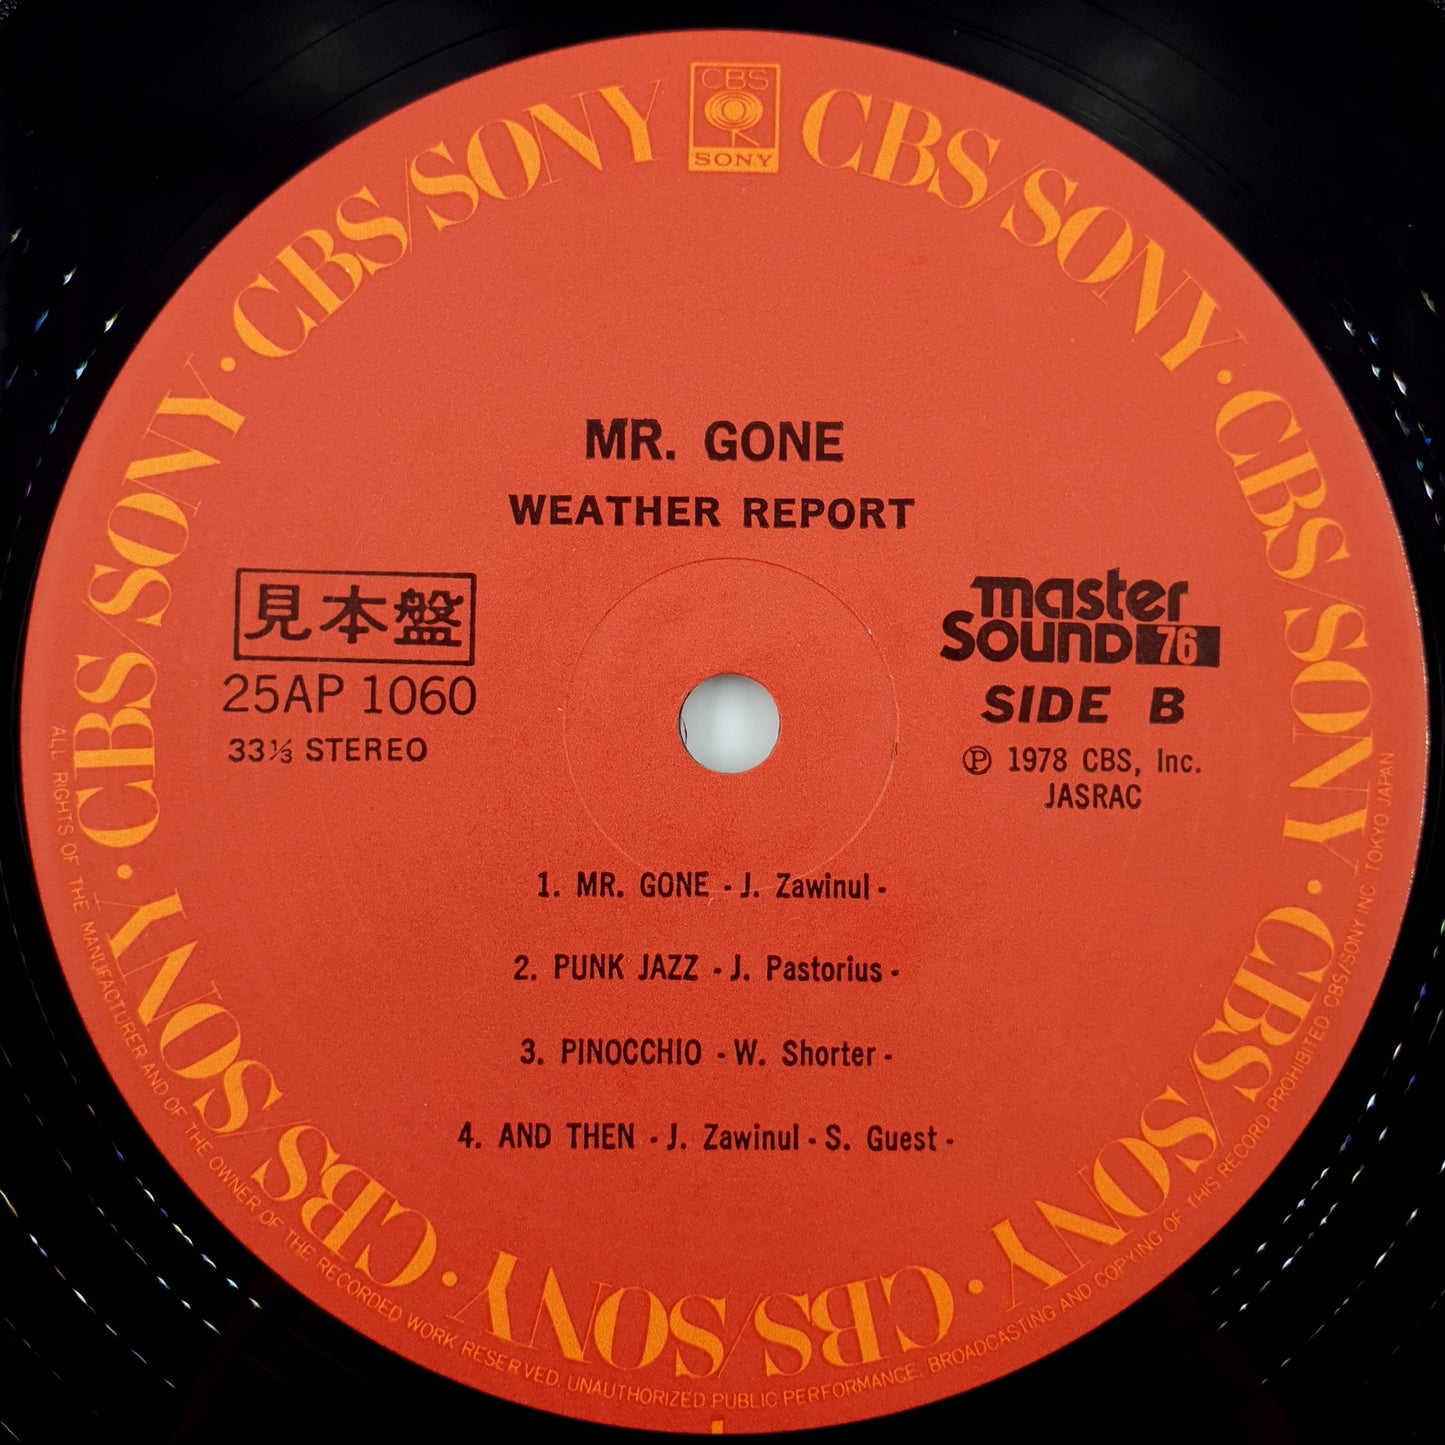 CBS
SONY
CBS/SONY · CBS/SONY · CBS/SONY · CBS/SONY · CBS/SONY · CBS/SONY · CBS/SONY
MR. GONE
WEATHER REPORT
見本盤
25AP 1060
33⅓ STEREO
master
Sound 76
SIDE B
Ⓟ 1978 CBS, Inc.
JASRAC
1. MR. GONE - J. Zawinul -
2. PUNK JAZZ - J. Pastorius -
3. PINOCCHIO - W. Shorter -
4. AND THEN - J. Zawinul - S. Guest -
ALL RIGHTS OF THE MANUFACTURER AND OF THE OWNER OF THE RECORDED WORK RESERVED. UNAUTHORIZED PUBLIC PERFORMANCE, BROADCASTING AND COPYING OF THIS RECORD PROHIBITED. CBS/SONY INC. TOKYO JAPAN